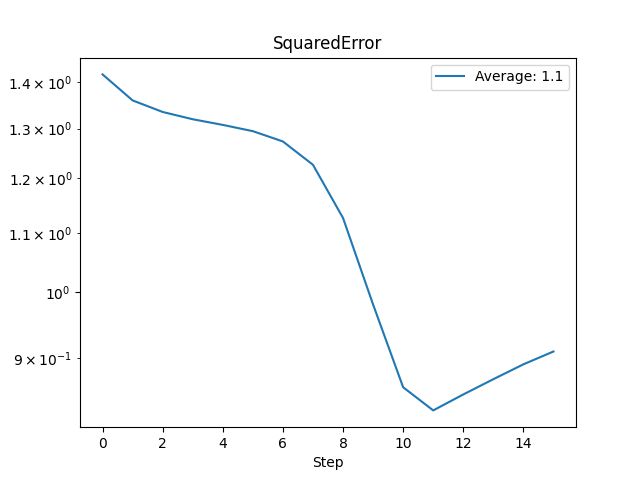 SquaredError
Average: 1.1
1.4 × 10⁰
1.3 × 10⁰
1.2 × 10⁰
1.1 × 10⁰
10⁰
9 × 10⁻¹
0 2 4 6 8 10 12 14
Step